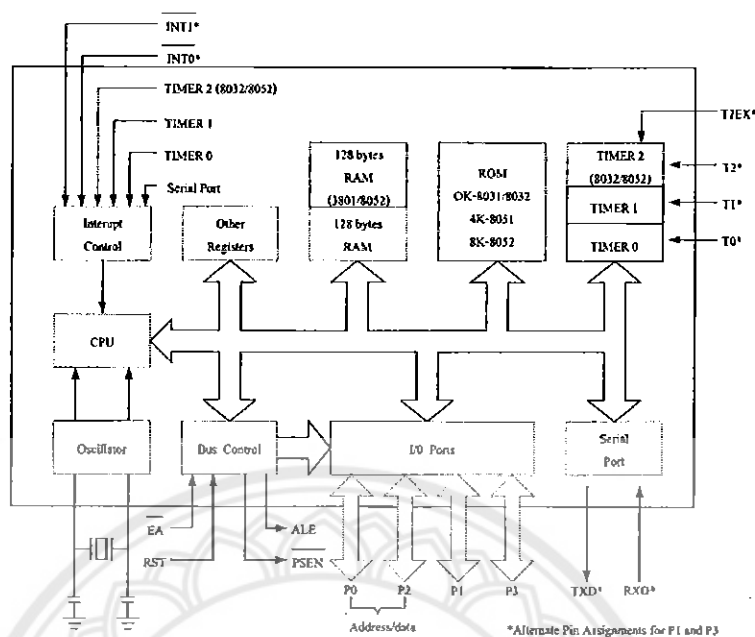 INT1*
INT0*
TIMER 2 (8032/8052)
TIMER 1
TIMER 0
Serial Port
T2EX*
T2*
T1*
T0*
Interrupt
Control
Other
Registers
128 bytes
RAM
(3801/8052)
128 bytes
RAM
ROM
OK-8031/8032
4K-8051
8K-8052
TIMER 2
(8032/8052)
TIMER 1
TIMER 0
CPU
Oscillator
Bus Control
I/0 Ports
Serial
Port
EA
RST
ALE
PSEN
P0
P2
P1
P3
TXD*
RXO*
Address/data
*Alternate Pin Assignments for P1 and P3